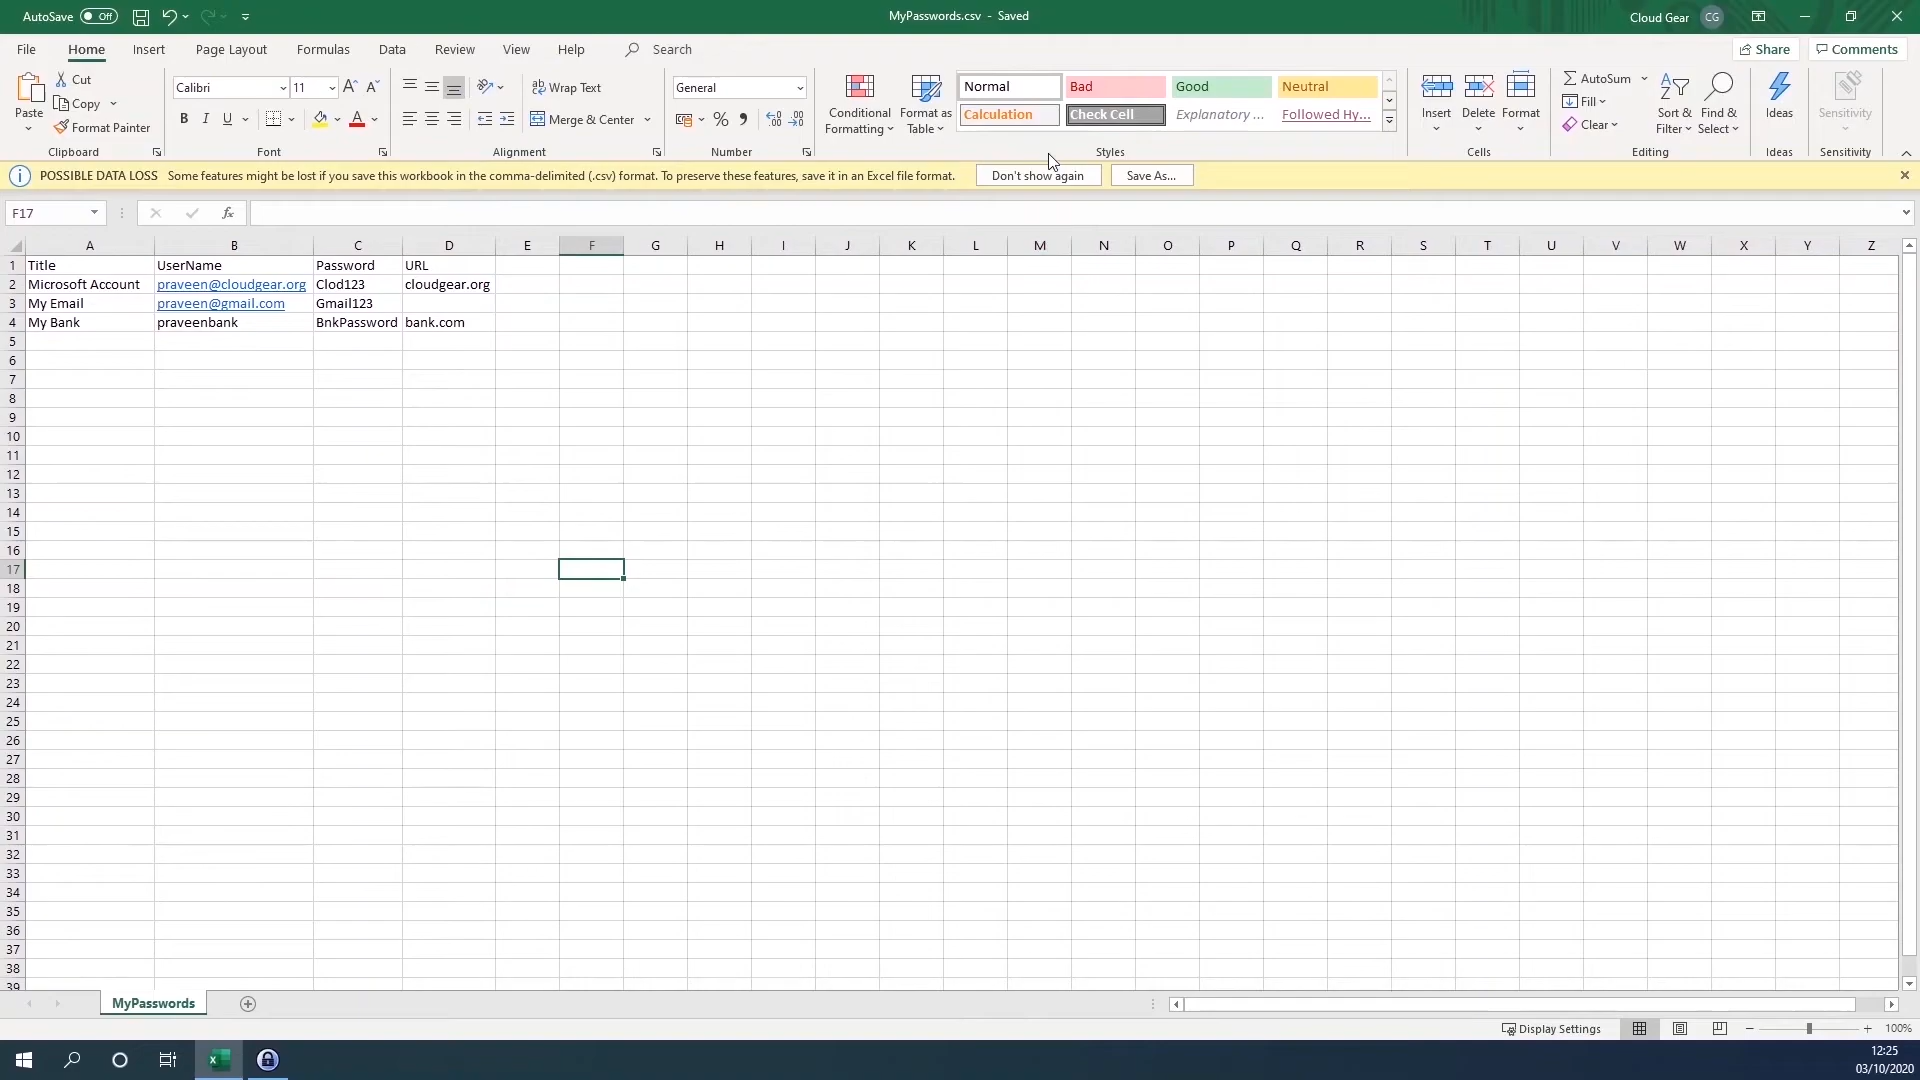 AutoSave Off MyPasswords.csv - Saved Cloud Gear CG
File Home Insert Page Layout Formulas Data Review View Help Search Share Comments
Paste Cut Copy Format Painter Clipboard
Calibri 11 A A B I U A Font
ab Wrap Text Merge & Center Alignment
General % , Number
Conditional Formatting Format as Table
Normal Bad Good Neutral
Calculation Check Cell Explanatory ... Followed Hy...
Styles
Insert Delete Format Cells
AutoSum Fill Clear Sort & Filter Find & Select Editing
Ideas Ideas
Sensitivity Sensitivity
POSSIBLE DATA LOSS Some features might be lost if you save this workbook in the comma-delimited (.csv) format. To preserve these features, save it in an Excel file format. Don't show again Save As...
F17 fx
A B C D E F G H I J K L M N O P Q R S T U V W X Y Z
1 Title UserName Password URL
2 Microsoft Account praveen@cloudgear.org Clod123 cloudgear.org
3 My Email praveen@gmail.com Gmail123
4 My Bank praveenbank BnkPassword bank.com
5
6
7
8
9
10
11
12
13
14
15
16
17
18
19
20
21
22
23
24
25
26
27
28
29
30
31
32
33
34
35
36
37
38
39
MyPasswords
Display Settings 100%
12:25
03/10/2020